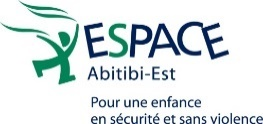 ESPACE
Abitibi-Est
Pour une enfance
en sécurité et sans violence